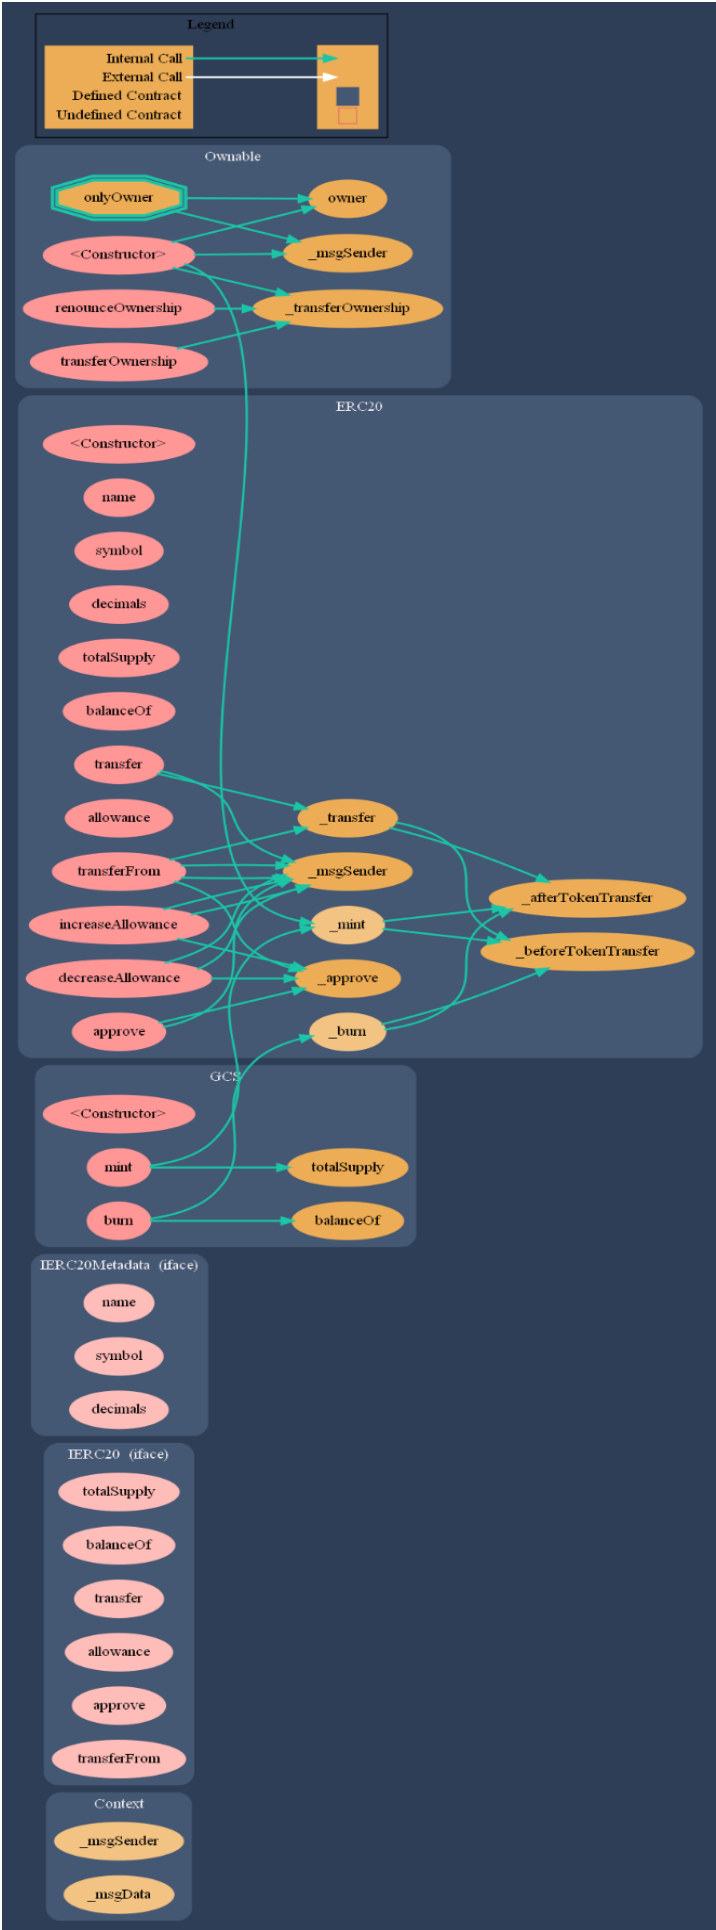 Legend
Internal Call
External Call
Defined Contract
Undefined Contract
Ownable
onlyOwner
owner
<Constructor>
_msgSender
renounceOwnership
_transferOwnership
transferOwnership
ERC20
<Constructor>
name
symbol
decimals
totalSupply
balanceOf
transfer
allowance
_transfer
transferFrom
_msgSender
_afterTokenTransfer
increaseAllowance
_mint
_beforeTokenTransfer
decreaseAllowance
_approve
approve
_burn
GCS
<Constructor>
mint
totalSupply
burn
balanceOf
IERC20Metadata (iface)
name
symbol
decimals
IERC20 (iface)
totalSupply
balanceOf
transfer
allowance
approve
transferFrom
Context
_msgSender
_msgData